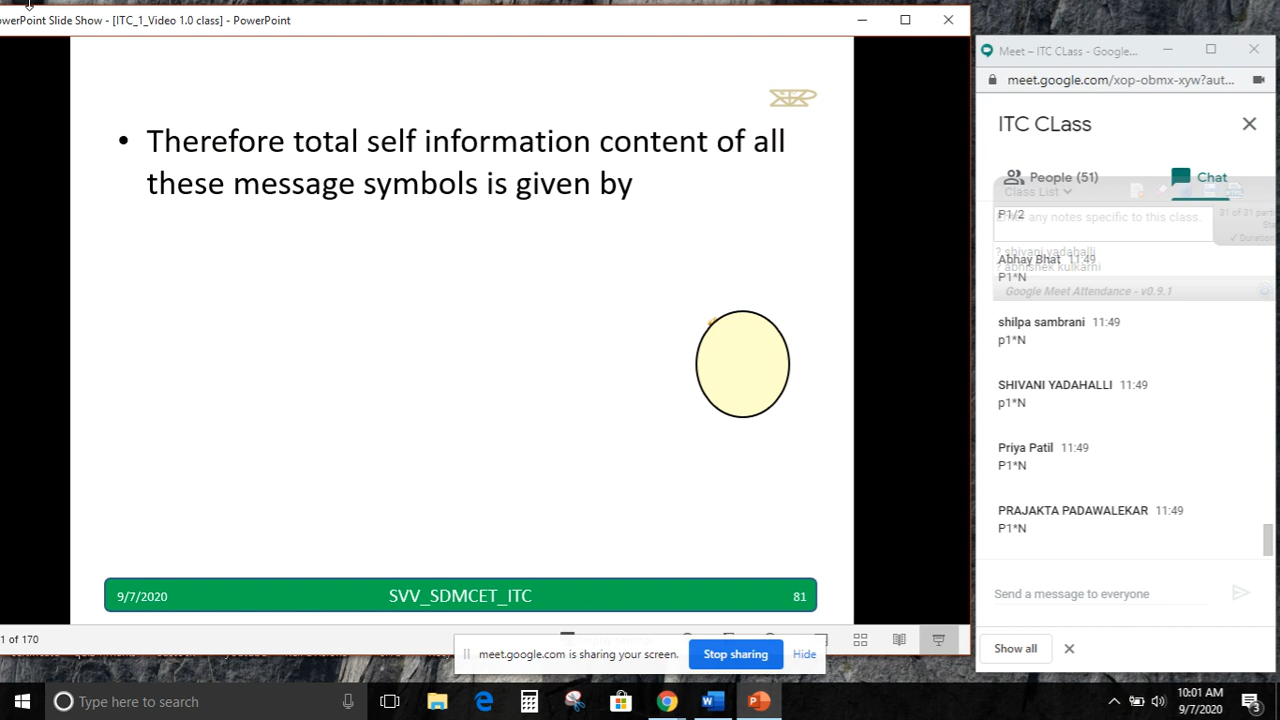 owerPoint Slide Show - [ITC_1_Video 1.0 class] - PowerPoint
• Therefore total self information content of all
these message symbols is given by
9/7/2020
SVV_SDMCET_ITC
81
1 of 170
meet.google.com is sharing your screen.
Stop sharing
Hide
Meet – ITC CLass - Google...
meet.google.com/xop-obmx-xyw?aut...
ITC CLass
People (51)
Chat
Class List
P1/2
any notes specific to this class.
31 of 31
Abhay Bhat 11:49
P1*N
? shivani yadahalli
? abhishek kulkarni
Google Meet Attendance - v0.9.1
shilpa sambrani 11:49
p1*N
SHIVANI YADAHALLI 11:49
p1*N
Priya Patil 11:49
P1*N
PRAJAKTA PADAWALEKAR 11:49
P1*N
Send a message to everyone
Show all
Type here to search
10:01 AM
9/7/2020
3